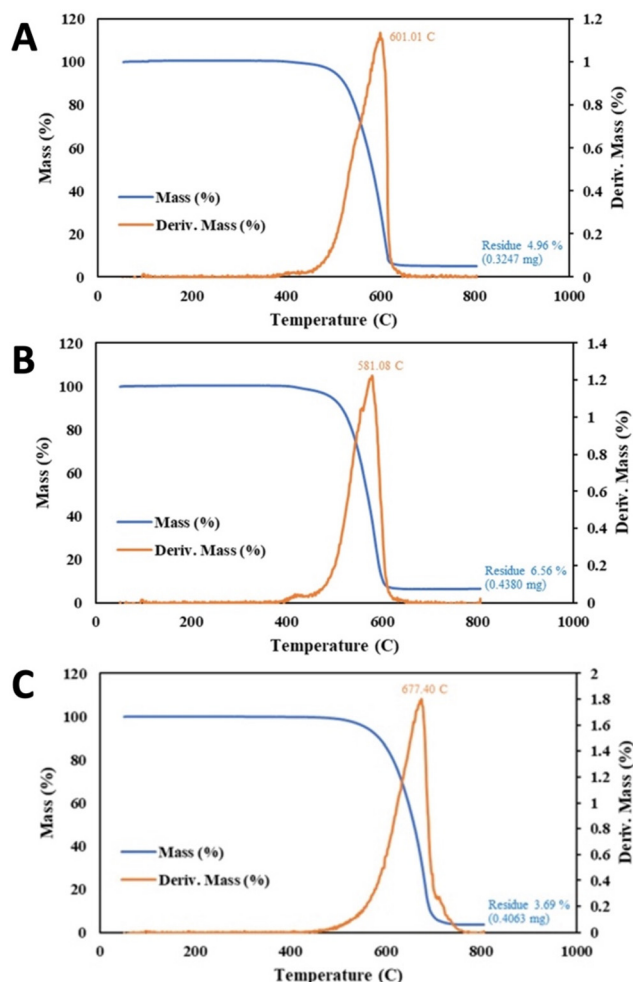 A
120
100
80
60
40
20
0
Mass (%)
1.2
1
0.8
0.6
0.4
0.2
0
Deriv. Mass (%)
601.01 C
Mass (%)
Deriv. Mass (%)
Residue 4.96 %
(0.3247 mg)
0 200 400 600 800 1000
Temperature (C)
B
120
100
80
60
40
20
0
Mass (%)
1.4
1.2
1
0.8
0.6
0.4
0.2
0
Deriv. Mass (%)
581.08 C
Mass (%)
Deriv. Mass (%)
Residue 6.56 %
(0.4380 mg)
0 200 400 600 800 1000
Temperature (C)
C
120
100
80
60
40
20
0
Mass (%)
2
1.8
1.6
1.4
1.2
1
0.8
0.6
0.4
0.2
0
Deriv. Mass (%)
677.40 C
Mass (%)
Deriv. Mass (%)
Residue 3.69 %
(0.4063 mg)
0 200 400 600 800 1000
Temperature (C)